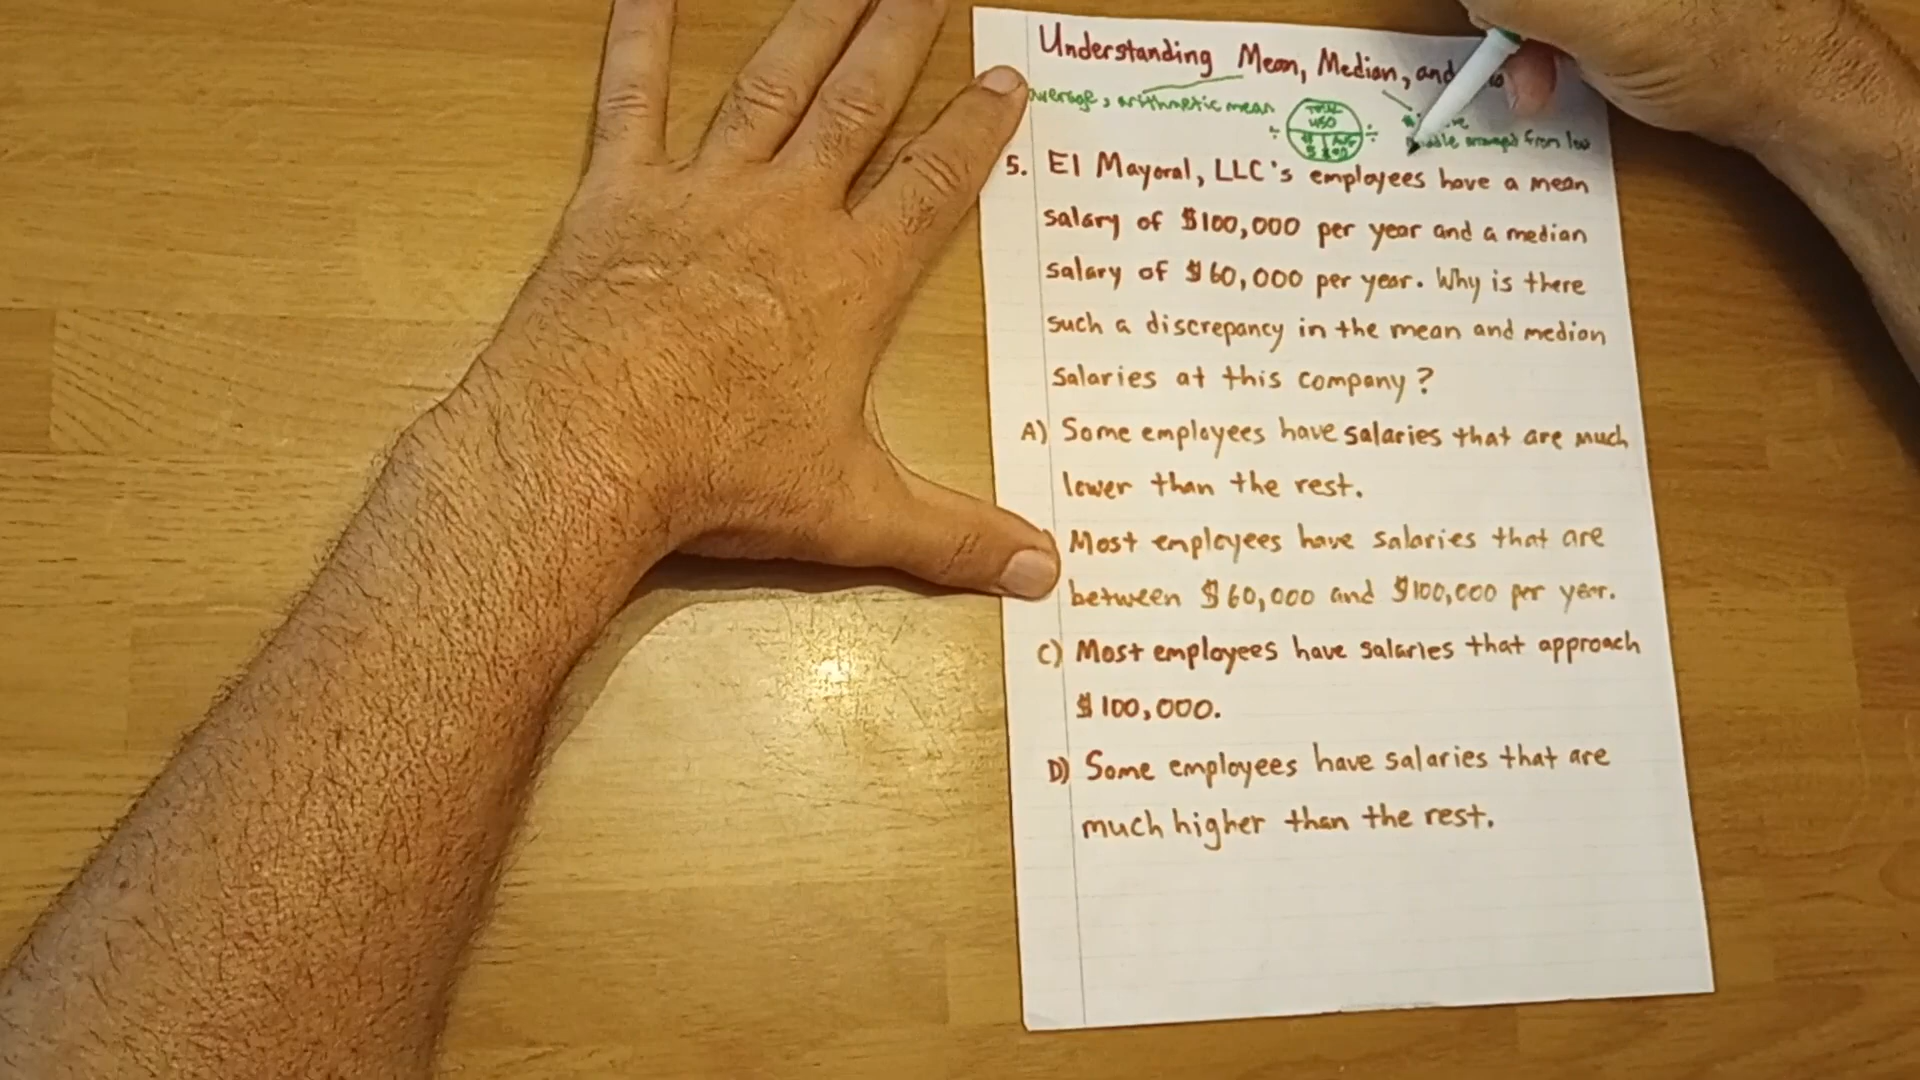 Understanding Mean, Median, and
average, arithmetic mean
Total
450
÷ ÷
5 90
middle arranged from low
5. El Mayoral, LLC's employees have a mean
salary of $100,000 per year and a median
salary of $60,000 per year. Why is there
such a discrepancy in the mean and median
salaries at this company?
A) Some employees have salaries that are much
lower than the rest.
Most employees have salaries that are
between $60,000 and $100,000 per year.
C) Most employees have salaries that approach
$100,000.
D) Some employees have salaries that are
much higher than the rest.